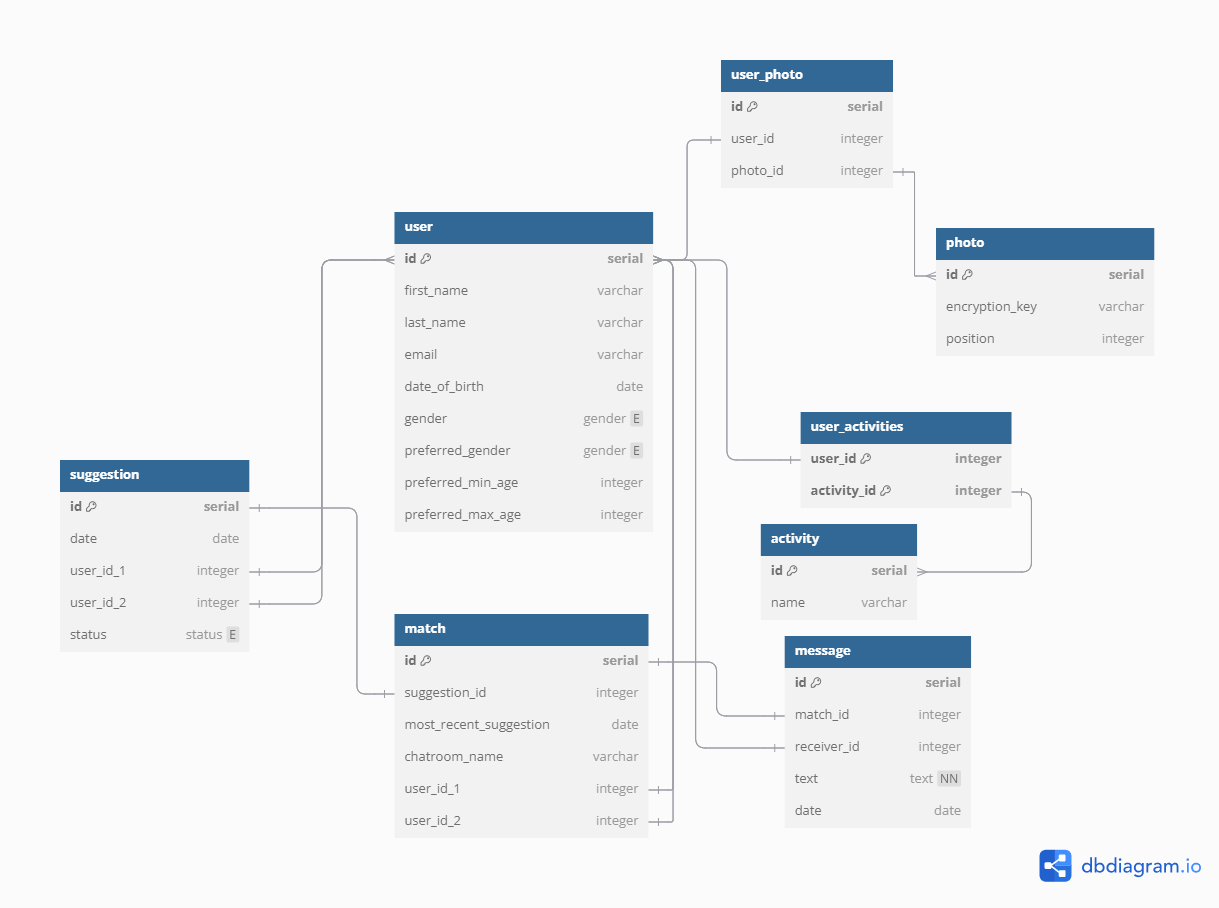 user_photo
id serial
user_id integer
photo_id integer
user
id serial
first_name varchar
last_name varchar
email varchar
date_of_birth date
gender gender E
preferred_gender gender E
preferred_min_age integer
preferred_max_age integer
photo
id serial
encryption_key varchar
position integer
user_activities
user_id integer
activity_id integer
suggestion
id serial
date date
user_id_1 integer
user_id_2 integer
status status E
activity
id serial
name varchar
match
id serial
suggestion_id integer
most_recent_suggestion date
chatroom_name varchar
user_id_1 integer
user_id_2 integer
message
id serial
match_id integer
receiver_id integer
text text NN
date date
dbdiagram.io